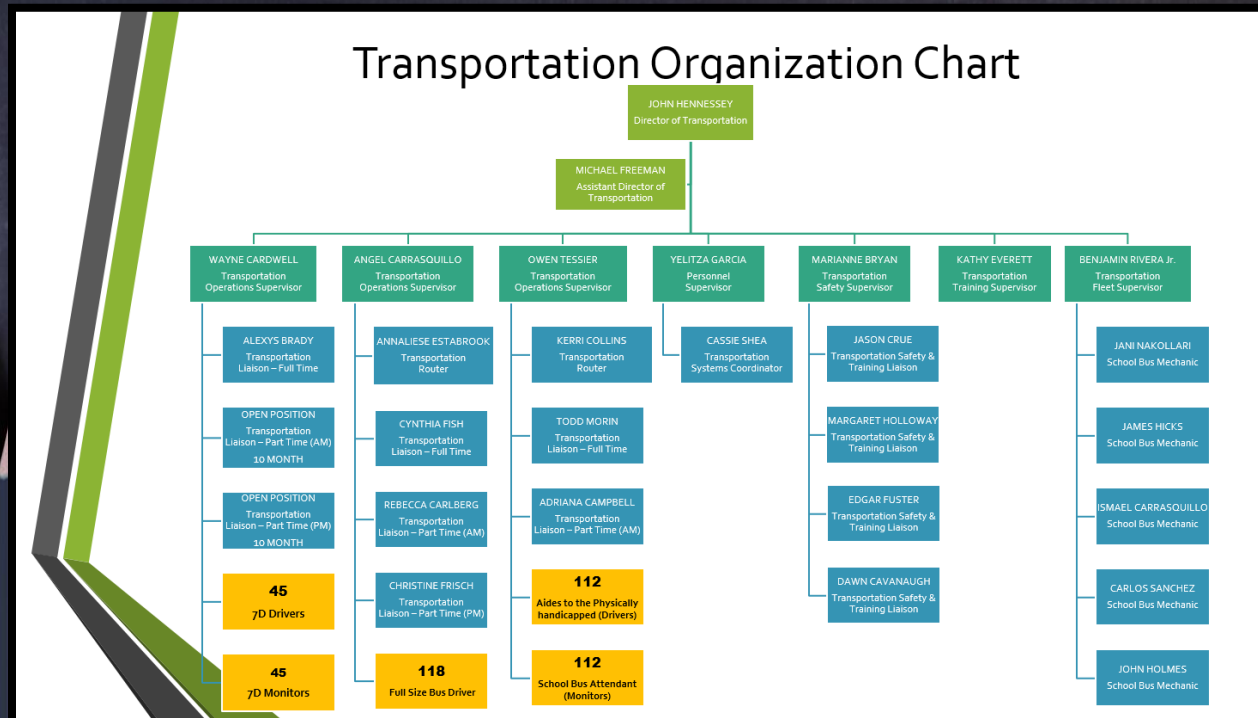 Transportation Organization Chart
JOHN HENNESSEY
Director of Transportation
MICHAEL FREEMAN
Assistant Director of
Transportation
WAYNE CARDWELL
Transportation
Operations Supervisor
ANGEL CARRASQUILLO
Transportation
Operations Supervisor
OWEN TESSIER
Transportation
Operations Supervisor
YELITZA GARCIA
Personnel
Supervisor
MARIANNE BRYAN
Transportation
Safety Supervisor
KATHY EVERETT
Transportation
Training Supervisor
BENJAMIN RIVERA Jr.
Transportation
Fleet Supervisor
ALEXYS BRADY
Transportation
Liaison – Full Time
OPEN POSITION
Transportation
Liaison – Part Time (AM)
10 MONTH
OPEN POSITION
Transportation
Liaison – Part Time (PM)
10 MONTH
45
7D Drivers
45
7D Monitors
ANNALIESE ESTABROOK
Transportation
Router
CYNTHIA FISH
Transportation
Liaison – Full Time
REBECCA CARLBERG
Transportation
Liaison – Part Time (AM)
CHRISTINE FRISCH
Transportation
Liaison – Part Time (PM)
118
Full Size Bus Driver
KERRI COLLINS
Transportation
Router
TODD MORIN
Transportation
Liaison – Full Time
ADRIANA CAMPBELL
Transportation
Liaison – Part Time (AM)
112
Aides to the Physically
handicapped (Drivers)
112
School Bus Attendant
(Monitors)
CASSIE SHEA
Transportation
Systems Coordinator
JASON CRUE
Transportation Safety &
Training Liaison
MARGARET HOLLOWAY
Transportation Safety &
Training Liaison
EDGAR FUSTER
Transportation Safety &
Training Liaison
DAWN CAVANAUGH
Transportation Safety &
Training Liaison
JANI NAKOLLARI
School Bus Mechanic
JAMES HICKS
School Bus Mechanic
ISMAEL CARRASQUILLO
School Bus Mechanic
CARLOS SANCHEZ
School Bus Mechanic
JOHN HOLMES
School Bus Mechanic